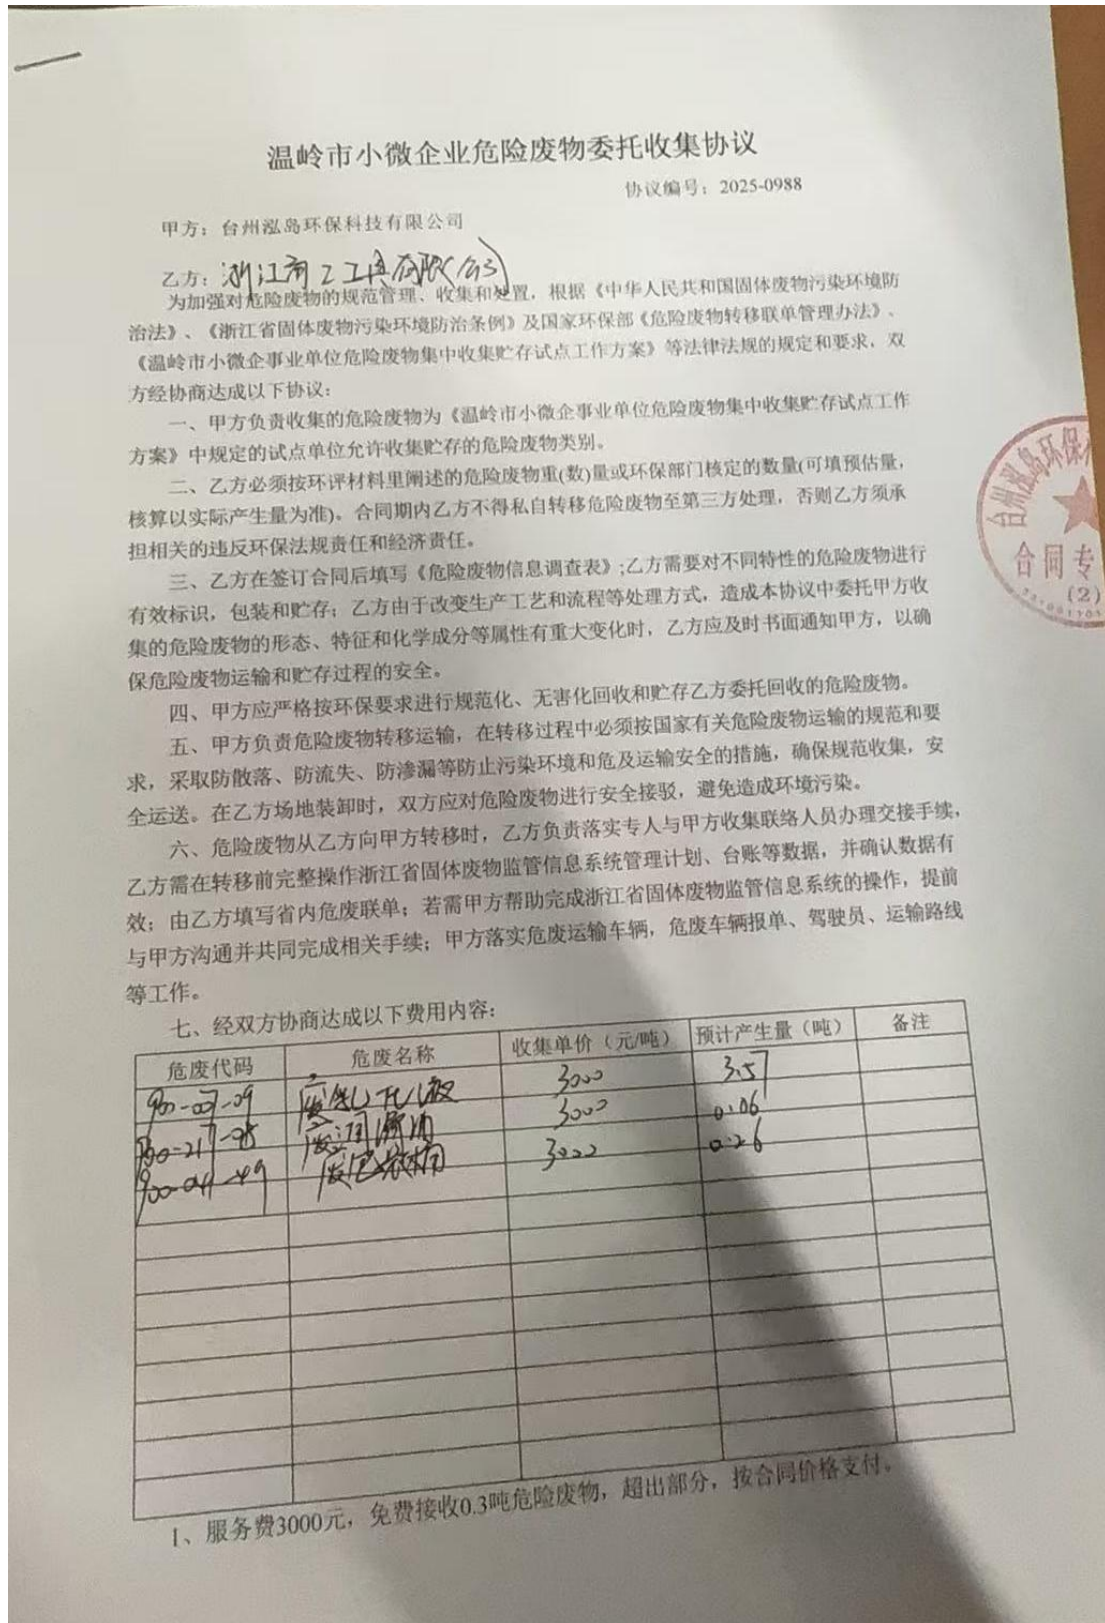 温岭市小微企业危险废物委托收集协议
协议编号：2025-0988
甲方：台州泓岛环保科技有限公司
乙方：浙江 工具有限公司
为加强对危险废物的规范管理、收集和处置，根据《中华人民共和国固体废物污染环境防
治法》、《浙江省固体废物污染环境防治条例》及国家环保部《危险废物转移联单管理办法》、
《温岭市小微企事业单位危险废物集中收集贮存试点工作方案》等法律法规的规定和要求，双
方经协商达成以下协议：
一、甲方负责收集的危险废物为《温岭市小微企事业单位危险废物集中收集贮存试点工作
方案》中规定的试点单位允许收集贮存的危险废物类别。
二、乙方必须按环评材料里阐述的危险废物重(数)量或环保部门核定的数量(可填预估量，
核算以实际产生量为准)。合同期内乙方不得私自转移危险废物至第三方处理，否则乙方须承
担相关的违反环保法规责任和经济责任。
三、乙方在签订合同后填写《危险废物信息调查表》;乙方需要对不同特性的危险废物进行
有效标识，包装和贮存；乙方由于改变生产工艺和流程等处理方式，造成本协议中委托甲方收
集的危险废物的形态、特征和化学成分等属性有重大变化时，乙方应及时书面通知甲方，以确
保危险废物运输和贮存过程的安全。
四、甲方应严格按环保要求进行规范化、无害化回收和贮存乙方委托回收的危险废物。
五、甲方负责危险废物转移运输，在转移过程中必须按国家有关危险废物运输的规范和要
求，采取防散落、防流失、防渗漏等防止污染环境和危及运输安全的措施，确保规范收集，安
全运送。在乙方场地装卸时，双方应对危险废物进行安全接驳，避免造成环境污染。
六、危险废物从乙方向甲方转移时，乙方负责落实专人与甲方收集联络人员办理交接手续，
乙方需在转移前完整操作浙江省固体废物监管信息系统管理计划、台账等数据，并确认数据有
效；由乙方填写省内危废联单；若需甲方帮助完成浙江省固体废物监管信息系统的操作，提前
与甲方沟通并共同完成相关手续；甲方落实危废运输车辆，危废车辆报单、驾驶员、运输路线
等工作。
七、经双方协商达成以下费用内容：
危废代码 危废名称 收集单价（元/吨） 预计产生量（吨） 备注
900-007-09 废乳化液 3000 3.57
900-217-08 废润滑油 3000 0.06
900-041-49 废包装桶 3000 0.26
1、服务费3000元，免费接收0.3吨危险废物，超出部分，按合同价格支付。
台州泓岛环保
合同专
(2)